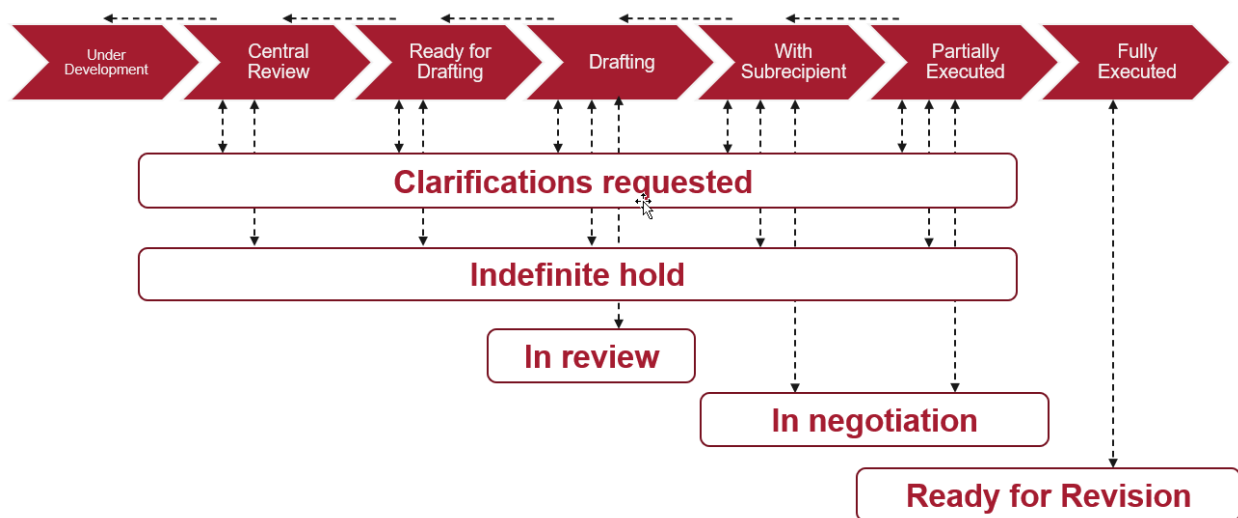 Under
Development
Central
Review
Ready for
Drafting
Drafting
With
Subrecipient
Partially
Executed
Fully
Executed
Clarifications requested
Indefinite hold
In review
In negotiation
Ready for Revision